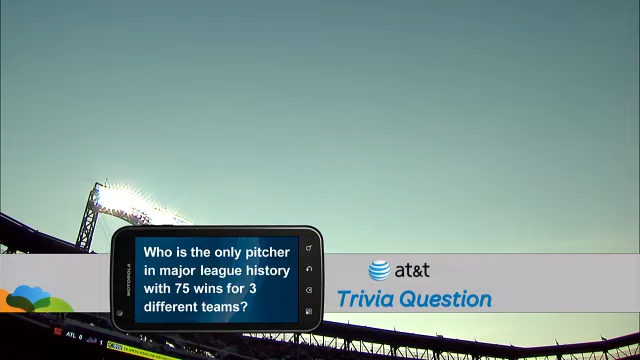 Who is the only pitcher
in major league history
with 75 wins for 3
different teams?
MOTOROLA
at&t
Trivia Question
ATL 0
1